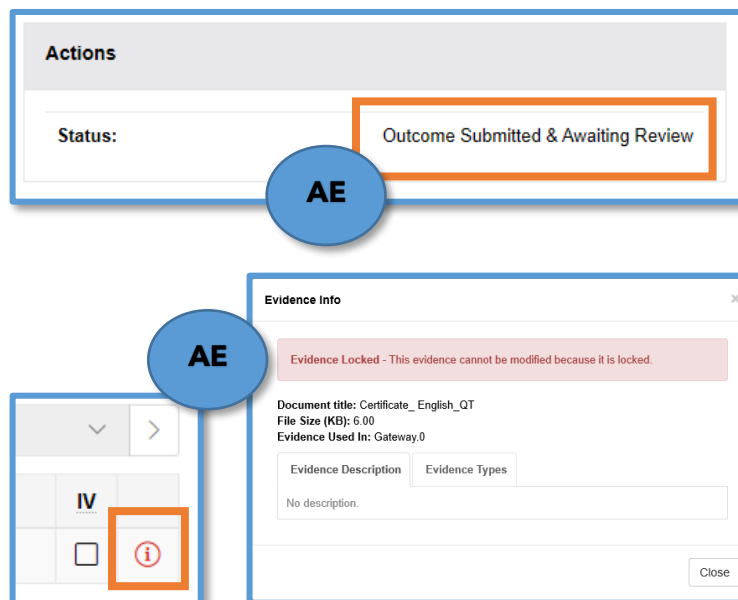 Actions
Status: Outcome Submitted & Awaiting Review
AE
Evidence Info x
AE
Evidence Locked - This evidence cannot be modified because it is locked.
Document title: Certificate_ English_QT
File Size (KB): 6.00
Evidence Used In: Gateway.0
Evidence Description Evidence Types
No description.
Close
IV